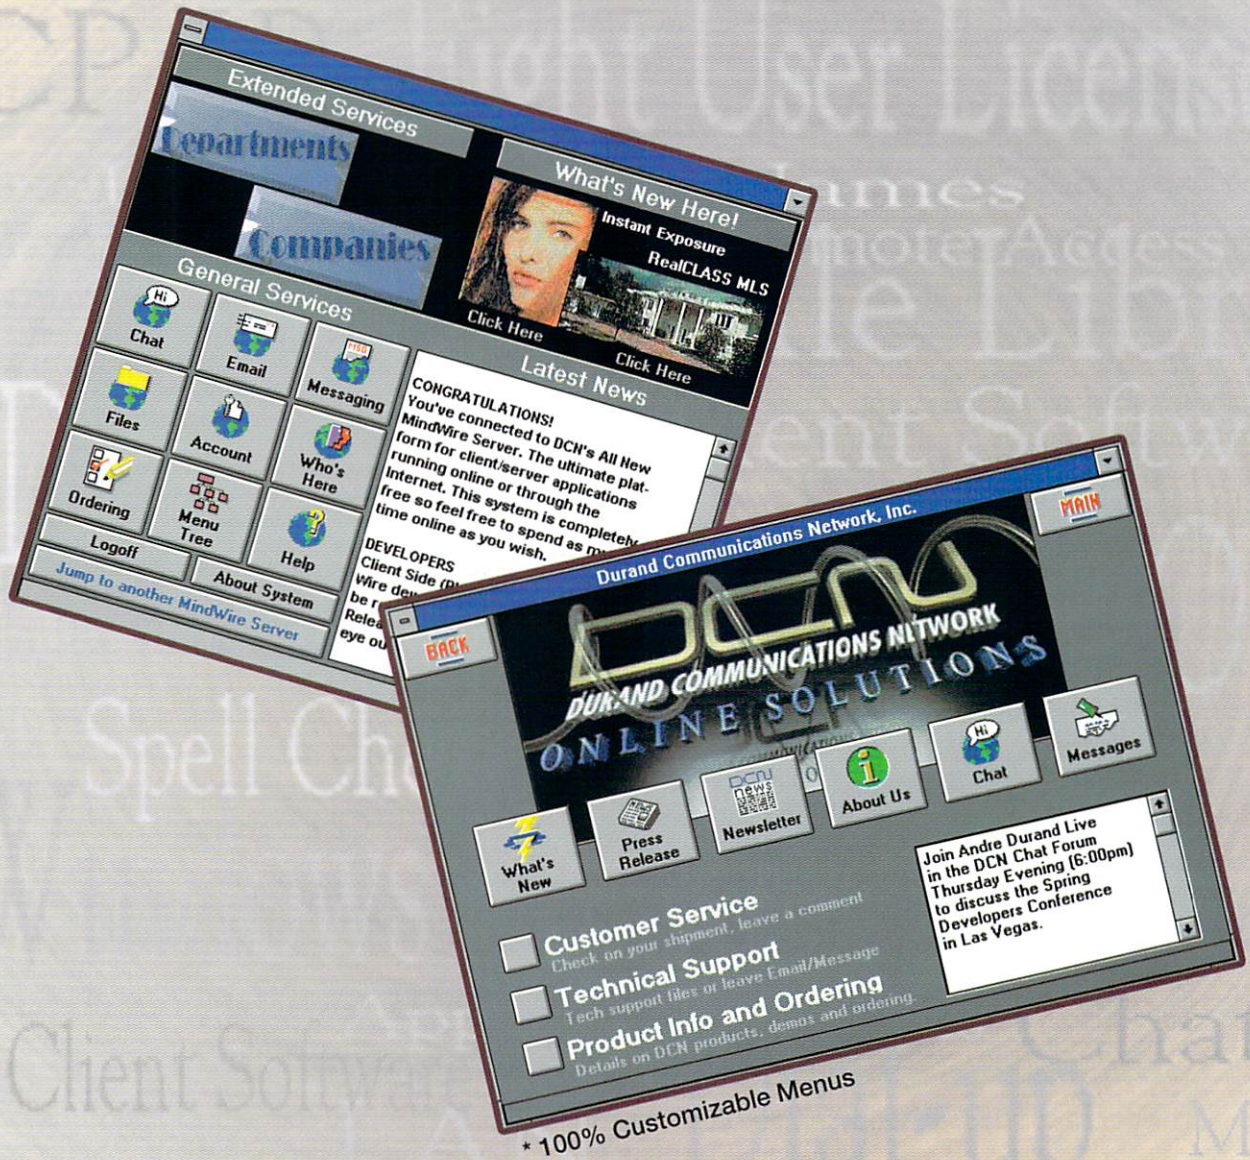 Extended Services
Departments
Companies
What's New Here!
Instant Exposure
RealCLASS MLS
Click Here
Click Here
General Services
Chat
Email
Messaging
Files
Account
Who's
Here
Ordering
Menu
Tree
Help
Logoff
About System
Jump to another MindWire Server
Latest News
CONGRATULATIONS!
You've connected to DCN's All New
MindWire Server. The ultimate plat-
form for client/server applications
running online or through the
Internet. This system is completely
free so feel free to spend as
time online as you wish.
DEVELOPERS
Client Side
Wire
be
eye
Durand Communications Network, Inc.
BACK
MAIN
DCN
DURAND COMMUNICATIONS NETWORK
ONLINE SOLUTIONS
What's
New
Press
Release
DCN
news
Newsletter
About Us
Hi
Chat
Messages
Join Andre Durand Live
in the DCN Chat Forum
Thursday Evening (6:00pm)
to discuss the Spring
Developers Conference
in Las Vegas.
Customer Service
Check on your shipment, leave a comment
Technical Support
Tech support files or leave Email/Message
Product Info and Ordering
Details on DCN products, demos and ordering.
* 100% Customizable Menus
Light User License
Access
Spell
Client Software